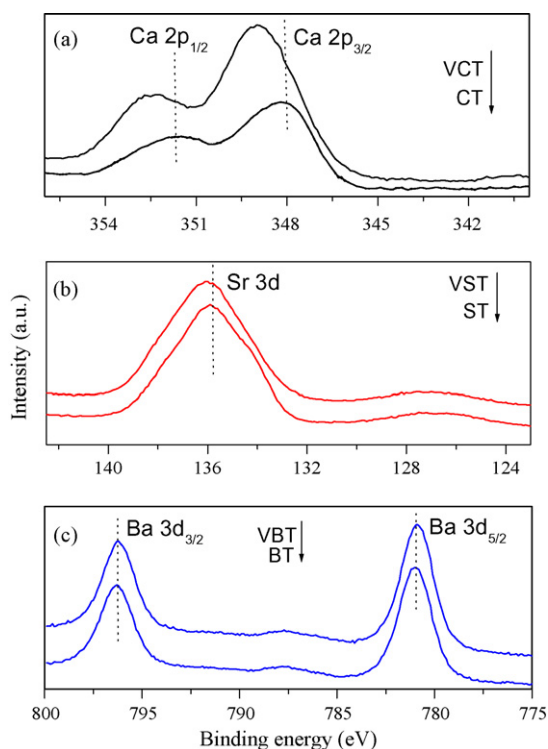 (a) Ca 2p1/2 Ca 2p3/2
VCT
CT
354 351 348 345 342
(b) Sr 3d VST
ST
Intensity (a.u.)
140 136 132 128 124
(c) Ba 3d3/2 VBT Ba 3d5/2
BT
800 795 790 785 780 775
Binding energy (eV)